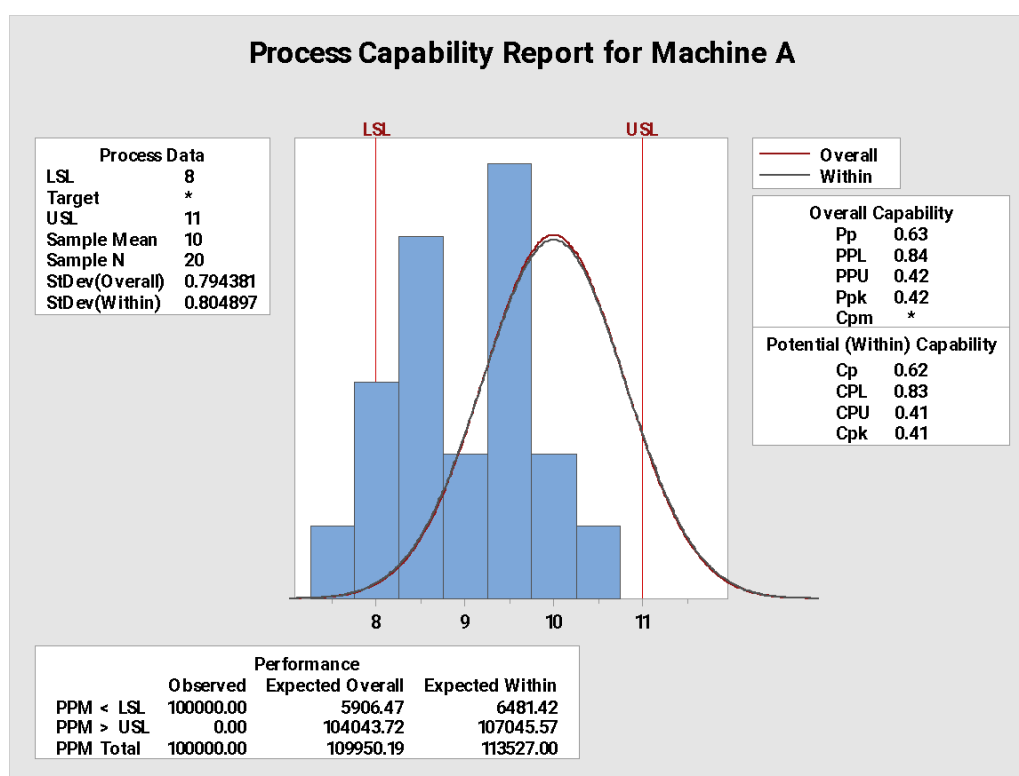 Process Capability Report for Machine A
LSL USL
Process Data
LSL 8
Target *
USL 11
Sample Mean 10
Sample N 20
StDev(Overall) 0.794381
StDev(Within) 0.804897
Overall
Within
Overall Capability
Pp 0.63
PPL 0.84
PPU 0.42
Ppk 0.42
Cpm *
Potential (Within) Capability
Cp 0.62
CPL 0.83
CPU 0.41
Cpk 0.41
8 9 10 11
Performance
Observed Expected Overall Expected Within
PPM < LSL 100000.00 5906.47 6481.42
PPM > USL 0.00 104043.72 107045.57
PPM Total 100000.00 109950.19 113527.00